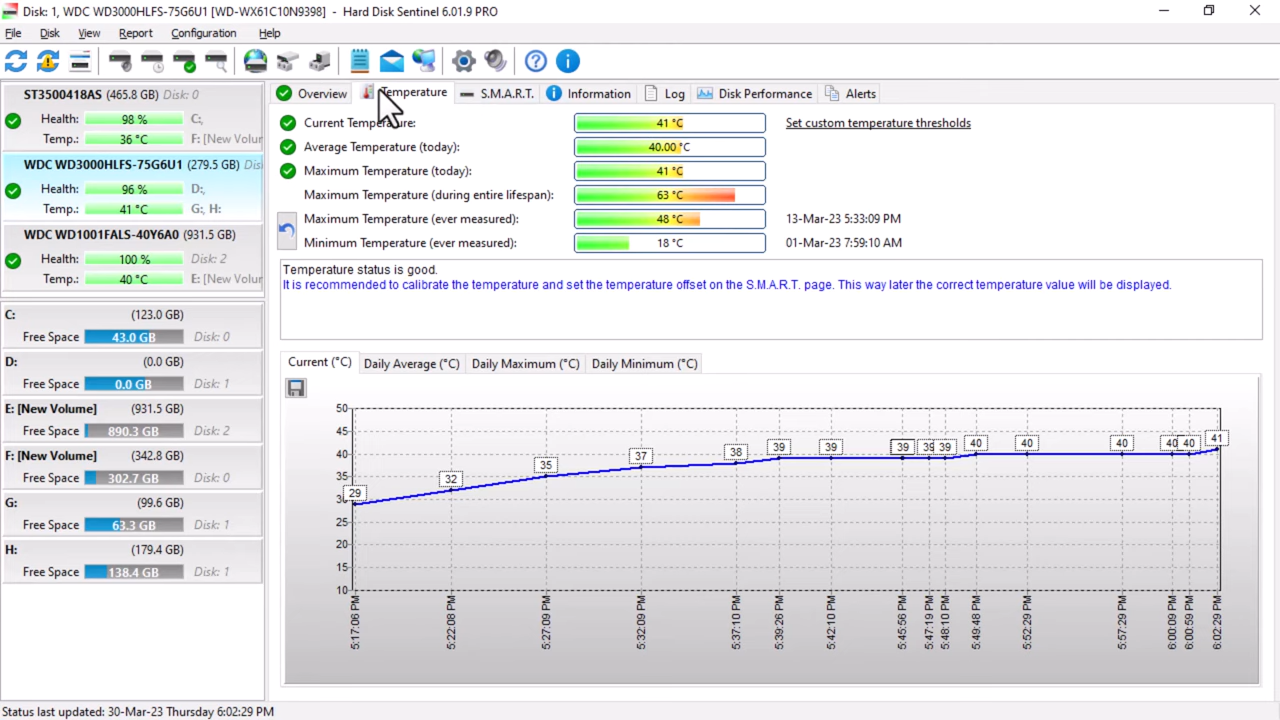 Disk: 1, WDC WD3000HLFS-75G6U1 [WD-WX61C10N9398] - Hard Disk Sentinel 6.01.9 PRO
File Disk View Report Configuration Help
ST3500418AS (465.8 GB) Disk: 0
Health: 98 % C:,
Temp.: 36 °C F: [New Volur
WDC WD3000HLFS-75G6U1 (279.5 GB) Dis
Health: 96 % D:,
Temp.: 41 °C G:, H:
WDC WD1001FALS-40Y6A0 (931.5 GB)
Health: 100 % Disk: 2
Temp.: 40 °C E: [New Volur
C: (123.0 GB)
Free Space 43.0 GB Disk: 0
D: (0.0 GB)
Free Space 0.0 GB Disk: 1
E: [New Volume] (931.5 GB)
Free Space 890.3 GB Disk: 2
F: [New Volume] (342.8 GB)
Free Space 302.7 GB Disk: 0
G: (99.6 GB)
Free Space 63.3 GB Disk: 1
H: (179.4 GB)
Free Space 138.4 GB Disk: 1
Overview Temperature S.M.A.R.T. Information Log Disk Performance Alerts
Current Temperature: 41 °C Set custom temperature thresholds
Average Temperature (today): 40.00 °C
Maximum Temperature (today): 41 °C
Maximum Temperature (during entire lifespan): 63 °C
Maximum Temperature (ever measured): 48 °C 13-Mar-23 5:33:09 PM
Minimum Temperature (ever measured): 18 °C 01-Mar-23 7:59:10 AM
Temperature status is good.
It is recommended to calibrate the temperature and set the temperature offset on the S.M.A.R.T. page. This way later the correct temperature value will be displayed.
Current (°C) Daily Average (°C) Daily Maximum (°C) Daily Minimum (°C)
50
45
40
35
30
25
20
15
10
29 32 35 37 38 39 39 39 39 39 40 40 40 40 40 41
5:17:06 PM 5:22:08 PM 5:27:09 PM 5:32:09 PM 5:37:10 PM 5:39:26 PM 5:42:10 PM 5:45:56 PM 5:47:19 PM 5:48:10 PM 5:49:48 PM 5:52:29 PM 5:57:29 PM 6:00:09 PM 6:00:59 PM 6:02:29 PM
Status last updated: 30-Mar-23 Thursday 6:02:29 PM